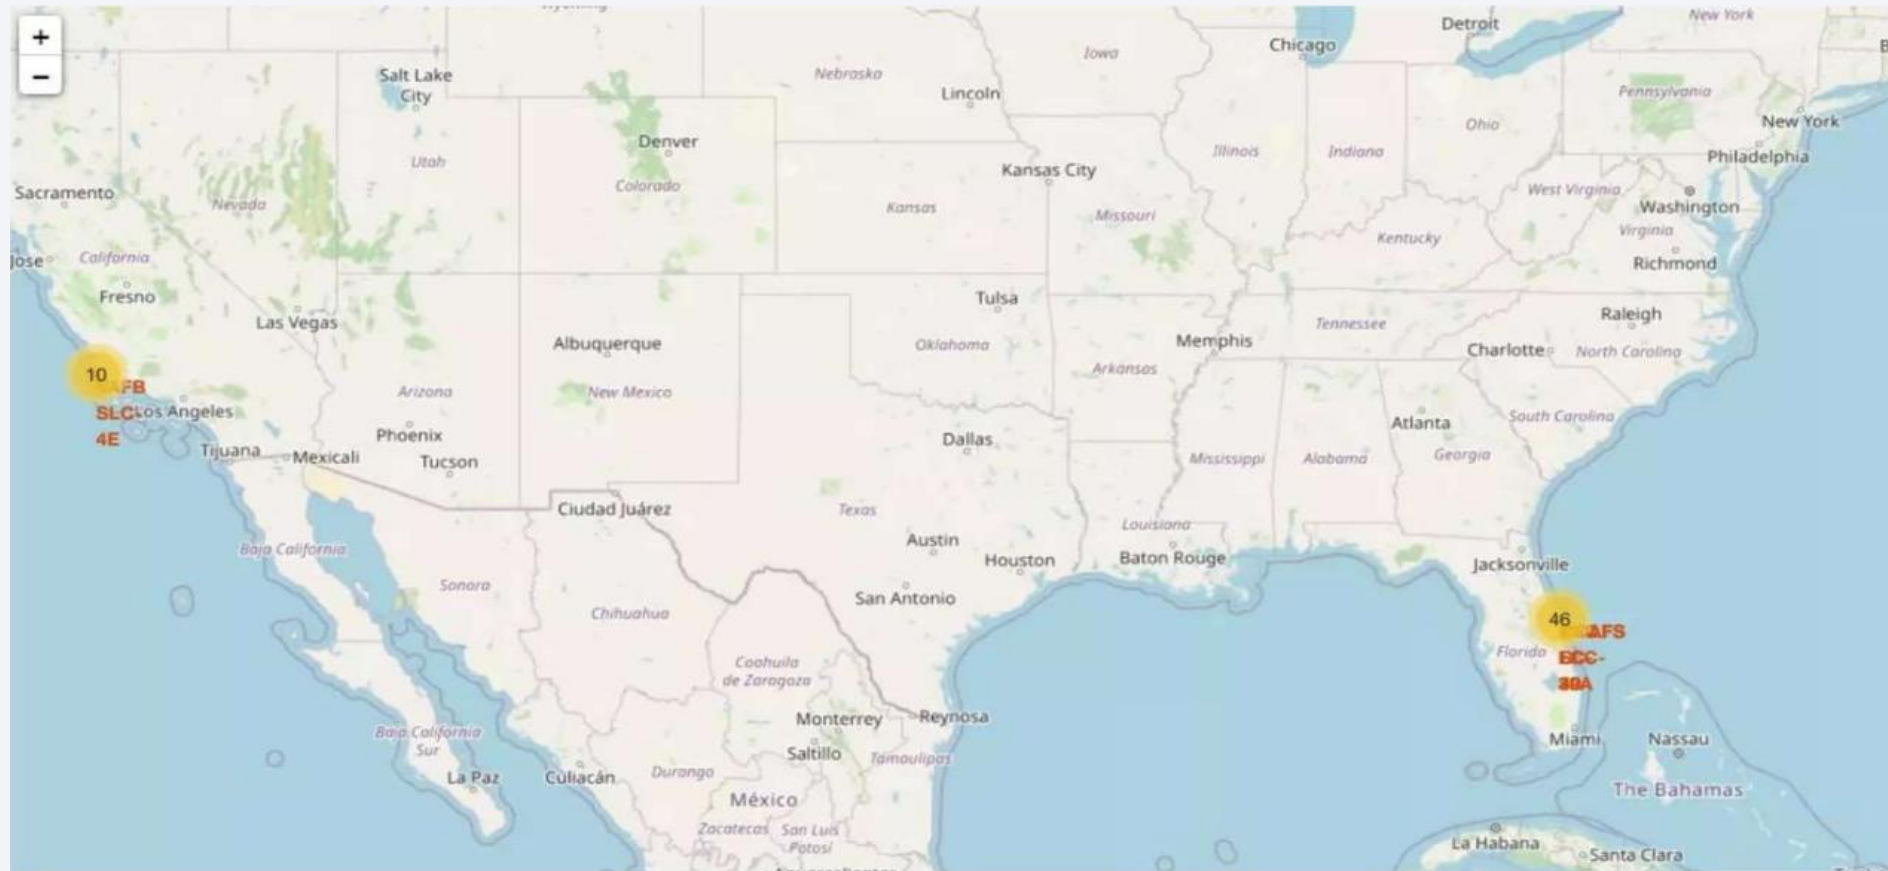 +
−
Wyoming
Detroit
New York
Chicago
Iowa
Salt Lake
City
Nebraska
Lincoln
Pennsylvania
New York
Denver
Ohio
Utah
Illinois
Indiana
Philadelphia
Kansas City
Colorado
Sacramento
Nevada
West Virginia
Washington
Kansas
Missouri
Virginia
Kentucky
Jose
California
Richmond
Fresno
Tulsa
Las Vegas
Raleigh
Tennessee
Albuquerque
Oklahoma
Memphis
Charlotte
North Carolina
10
AFB
Arizona
New Mexico
Arkansas
SLC-
Los Angeles
4E
Phoenix
Dallas
Atlanta
South Carolina
Tijuana
Mexicali
Tucson
Mississippi
Alabama
Georgia
Ciudad Juárez
Texas
Louisiana
Baja California
Austin
Houston
Baton Rouge
Jacksonville
Sonora
San Antonio
Chihuahua
46
AFS
Florida
Coahuila
de Zaragoza
Monterrey
Reynosa
Baja California
Sur
Saltillo
Tamaulipas
Miami
Nassau
La Paz
Culiacán
Durango
México
The Bahamas
Zacatecas
San Luis
Potosí
La Habana
Santa Clara